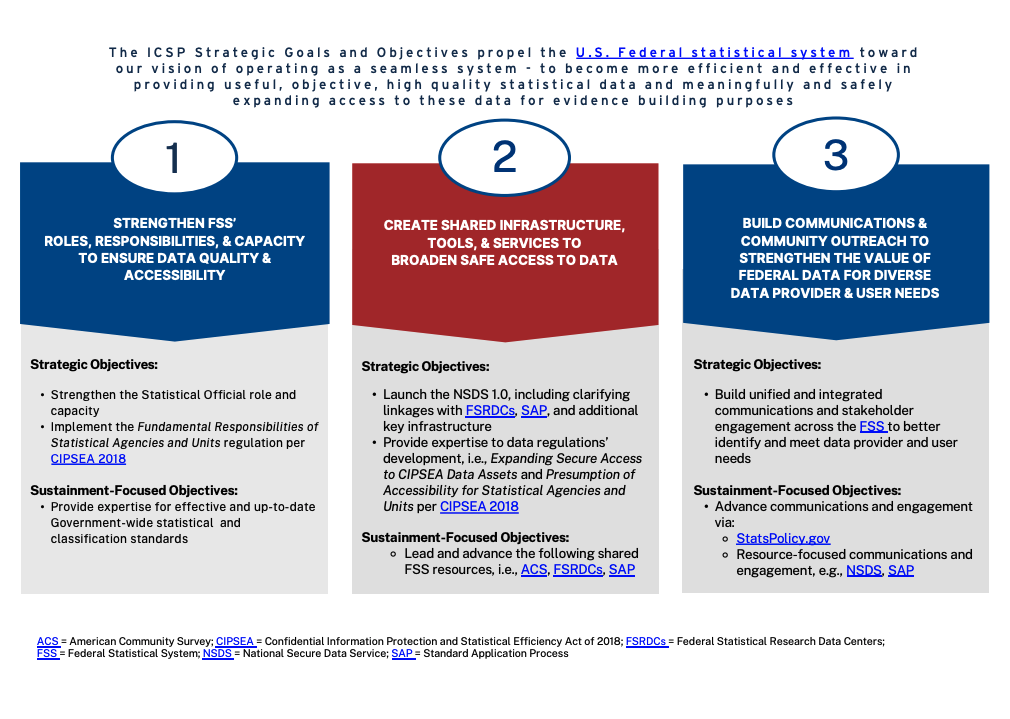 The ICSP Strategic Goals and Objectives propel the U.S. Federal statistical system toward
our vision of operating as a seamless system - to become more efficient and effective in
providing useful, objective, high quality statistical data and meaningfully and safely
expanding access to these data for evidence building purposes
1
STRENGTHEN FSS'
ROLES, RESPONSIBILITIES, & CAPACITY
TO ENSURE DATA QUALITY &
ACCESSIBILITY
Strategic Objectives:
• Strengthen the Statistical Official role and
capacity
• Implement the Fundamental Responsibilities of
Statistical Agencies and Units regulation per
CIPSEA 2018
Sustainment-Focused Objectives:
• Provide expertise for effective and up-to-date
Government-wide statistical and
classification standards
2
CREATE SHARED INFRASTRUCTURE,
TOOLS, & SERVICES TO
BROADEN SAFE ACCESS TO DATA
Strategic Objectives:
• Launch the NSDS 1.0, including clarifying
linkages with FSRDCs, SAP, and additional
key infrastructure
• Provide expertise to data regulations'
development, i.e., Expanding Secure Access
to CIPSEA Data Assets and Presumption of
Accessibility for Statistical Agencies and
Units per CIPSEA 2018
Sustainment-Focused Objectives:
○ Lead and advance the following shared
FSS resources, i.e., ACS, FSRDCs, SAP
3
BUILD COMMUNICATIONS &
COMMUNITY OUTREACH TO
STRENGTHEN THE VALUE OF
FEDERAL DATA FOR DIVERSE
DATA PROVIDER & USER NEEDS
Strategic Objectives:
• Build unified and integrated
communications and stakeholder
engagement across the FSS to better
identify and meet data provider and user
needs
Sustainment-Focused Objectives:
• Advance communications and engagement
via:
○ StatsPolicy.gov
○ Resource-focused communications and
engagement, e.g., NSDS, SAP
ACS = American Community Survey; CIPSEA = Confidential Information Protection and Statistical Efficiency Act of 2018; FSRDCs = Federal Statistical Research Data Centers;
FSS = Federal Statistical System; NSDS = National Secure Data Service; SAP = Standard Application Process